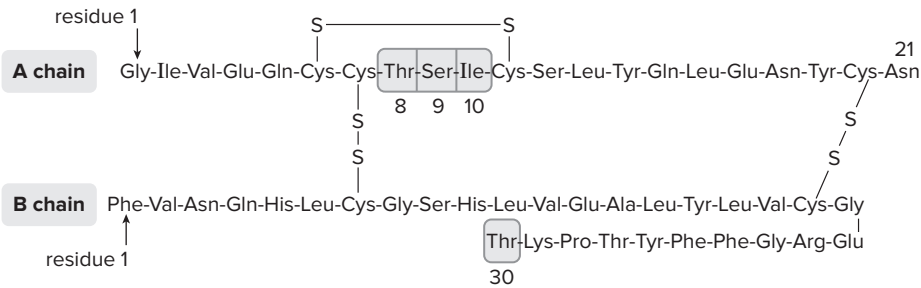 residue 1
S S
21
A chain Gly-Ile-Val-Glu-Gln-Cys-Cys-Thr-Ser-Ile-Cys-Ser-Leu-Tyr-Gln-Leu-Glu-Asn-Tyr-Cys-Asn
8 9 10
S
S
S
S
B chain Phe-Val-Asn-Gln-His-Leu-Cys-Gly-Ser-His-Leu-Val-Glu-Ala-Leu-Tyr-Leu-Val-Cys-Gly
Thr-Lys-Pro-Thr-Tyr-Phe-Phe-Gly-Arg-Glu
residue 1
30